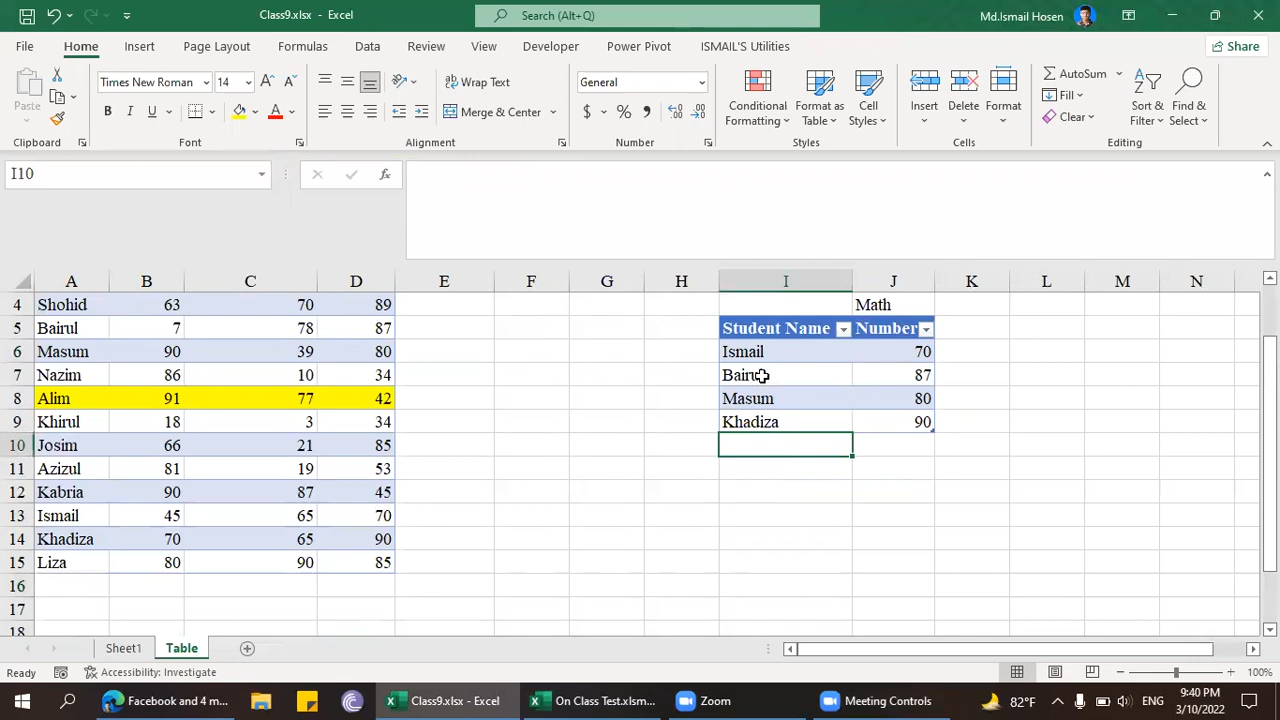 Class9.xlsx - Excel
Search (Alt+Q)
Md.Ismail Hosen
File Home Insert Page Layout Formulas Data Review View Developer Power Pivot ISMAIL'S Utilities Share
Paste
Times New Roman 14
B I U
Wrap Text
Merge & Center
General
$ % ,
Conditional Formatting
Format as Table
Cell Styles
Insert Delete Format
AutoSum
Fill
Clear
Sort & Filter
Find & Select
Clipboard Font Alignment Number Styles Cells Editing
I10
fx
A B C D E F G H I J K L M N
4 Shohid 63 70 89 Math
5 Bairul 7 78 87 Student Name Number
6 Masum 90 39 80 Ismail 70
7 Nazim 86 10 34 Bairul 87
8 Alim 91 77 42 Masum 80
9 Khirul 18 3 34 Khadiza 90
10 Josim 66 21 85
11 Azizul 81 19 53
12 Kabria 90 87 45
13 Ismail 45 65 70
14 Khadiza 70 65 90
15 Liza 80 90 85
16
17
18
Sheet1 Table
Ready Accessibility: Investigate 100%
Facebook and 4 m... Class9.xlsx - Excel On Class Test.xlsm... Zoom Meeting Controls 82°F ENG 9:40 PM
3/10/2022